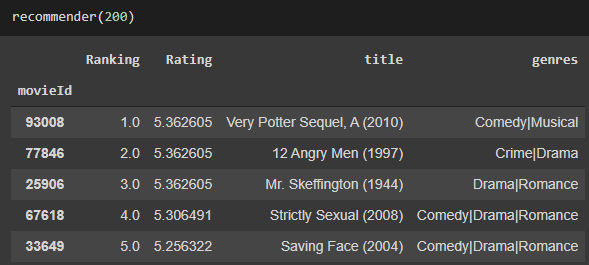 recommender(200)
Ranking Rating title genres
movieId
93008 1.0 5.362605 Very Potter Sequel, A (2010) Comedy|Musical
77846 2.0 5.362605 12 Angry Men (1997) Crime|Drama
25906 3.0 5.362605 Mr. Skeffington (1944) Drama|Romance
67618 4.0 5.306491 Strictly Sexual (2008) Comedy|Drama|Romance
33649 5.0 5.256322 Saving Face (2004) Comedy|Drama|Romance